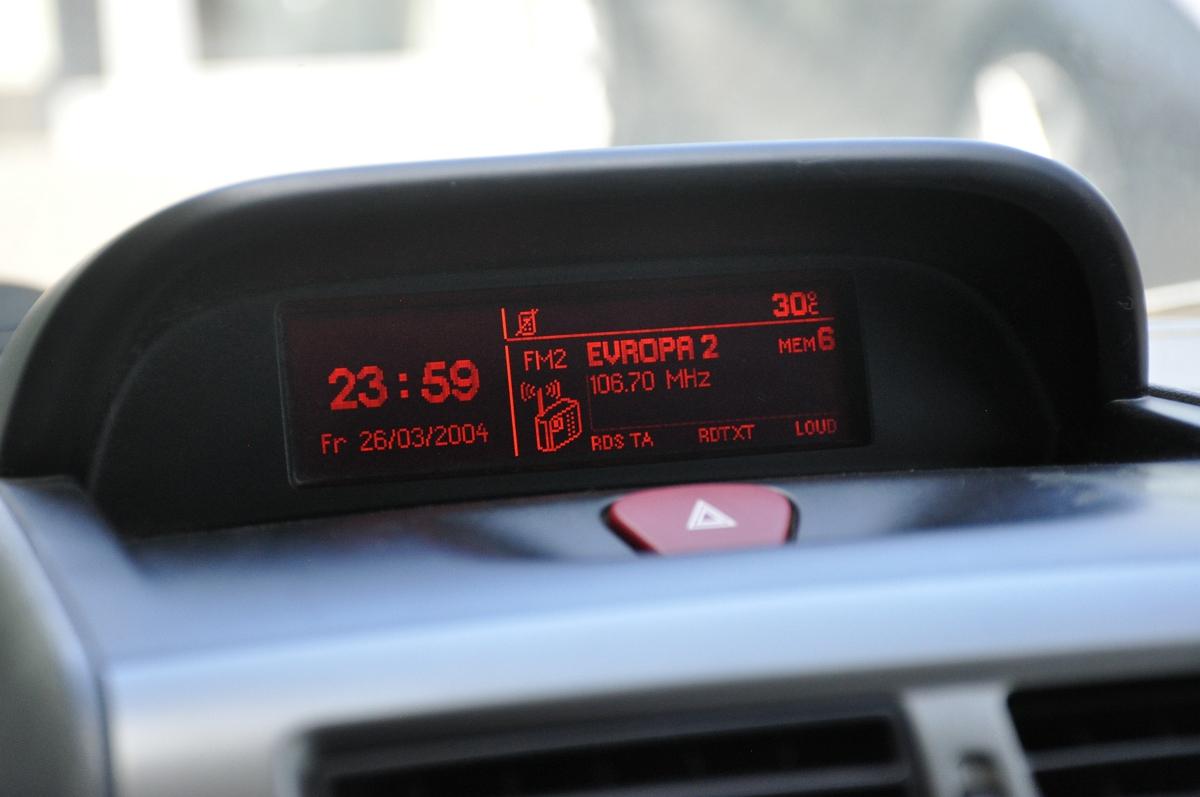 23:59
Fr 26/03/2004
30°C
FM2 EVROPA 2 MEM 6
106.70 MHz
RDS TA RDTXT LOUD